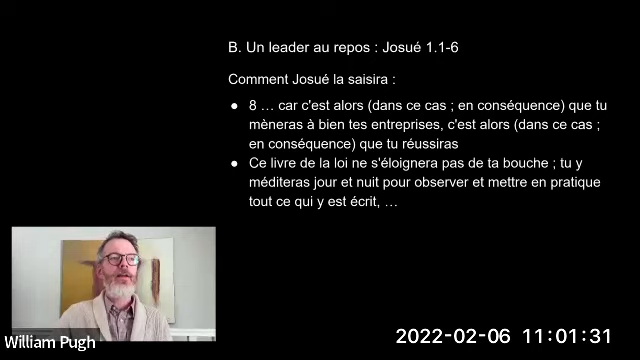 B. Un leader au repos : Josué 1.1-6
Comment Josué la saisira :
● 8 … car c'est alors (dans ce cas ; en conséquence) que tu
mèneras à bien tes entreprises, c'est alors (dans ce cas ;
en conséquence) que tu réussiras
● Ce livre de la loi ne s'éloignera pas de ta bouche ; tu y
méditeras jour et nuit pour observer et mettre en pratique
tout ce qui y est écrit, …
William Pugh
2022-02-06 11:01:31